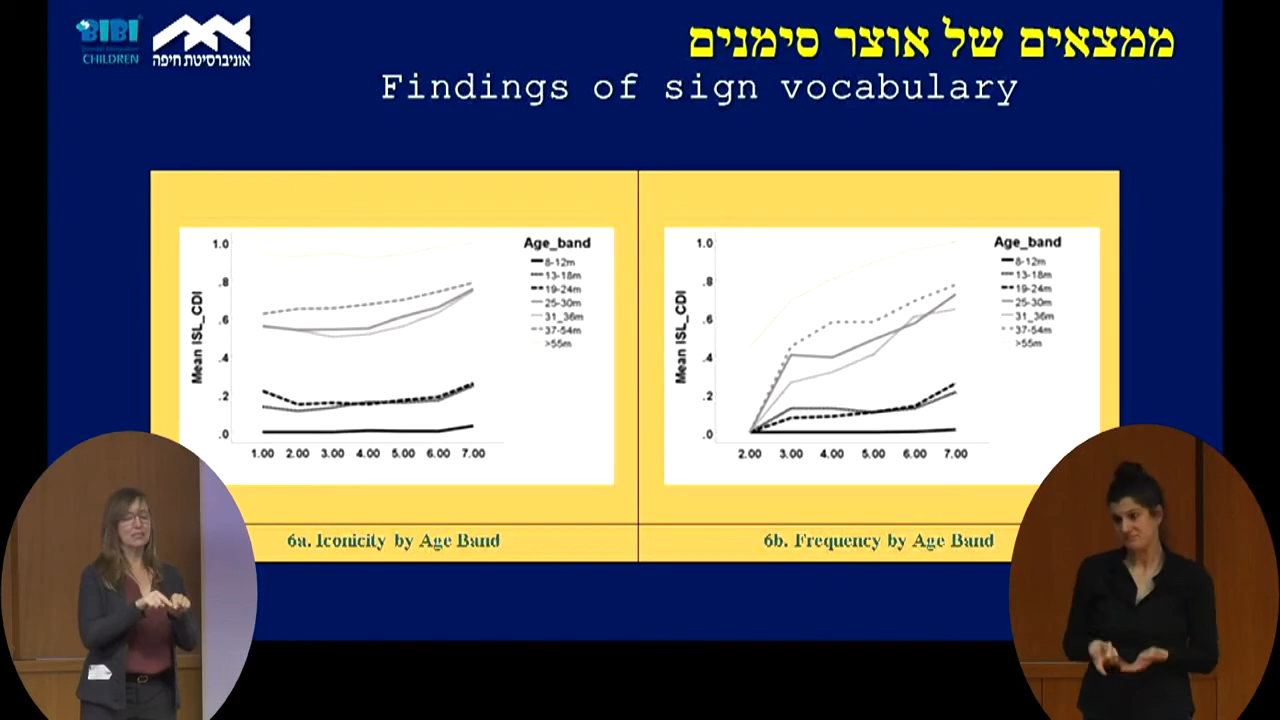 BIBI
CHILDREN
אוניברסיטת חיפה
ממצאים של אוצר סימנים
Findings of sign vocabulary
1.0
.8
.6
.4
.2
.0
Mean ISL_CDI
1.00 2.00 3.00 4.00 5.00 6.00 7.00
Age_band
8-12m
13-18m
19-24m
25-30m
31_36m
37-54m
>55m
6a. Iconicity by Age Band
1.0
.8
.6
.4
.2
.0
Mean ISL_CDI
2.00 3.00 4.00 5.00 6.00 7.00
Age_band
8-12m
13-18m
19-24m
25-30m
31_36m
37-54m
>55m
6b. Frequency by Age Band